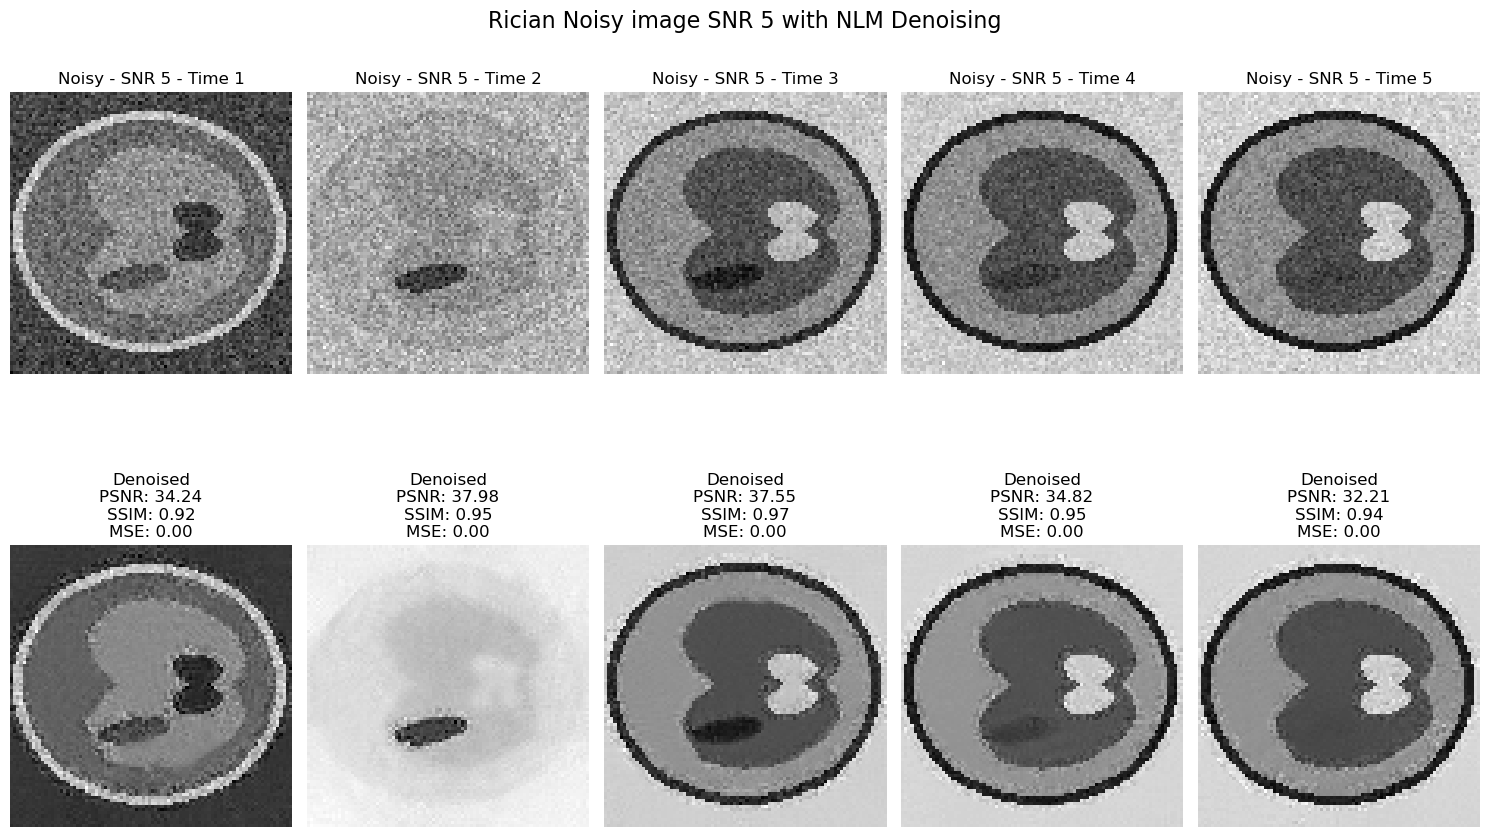 Rician Noisy image SNR 5 with NLM Denoising
Noisy - SNR 5 - Time 1
Noisy - SNR 5 - Time 2
Noisy - SNR 5 - Time 3
Noisy - SNR 5 - Time 4
Noisy - SNR 5 - Time 5
Denoised
PSNR: 34.24
SSIM: 0.92
MSE: 0.00
Denoised
PSNR: 37.98
SSIM: 0.95
MSE: 0.00
Denoised
PSNR: 37.55
SSIM: 0.97
MSE: 0.00
Denoised
PSNR: 34.82
SSIM: 0.95
MSE: 0.00
Denoised
PSNR: 32.21
SSIM: 0.94
MSE: 0.00